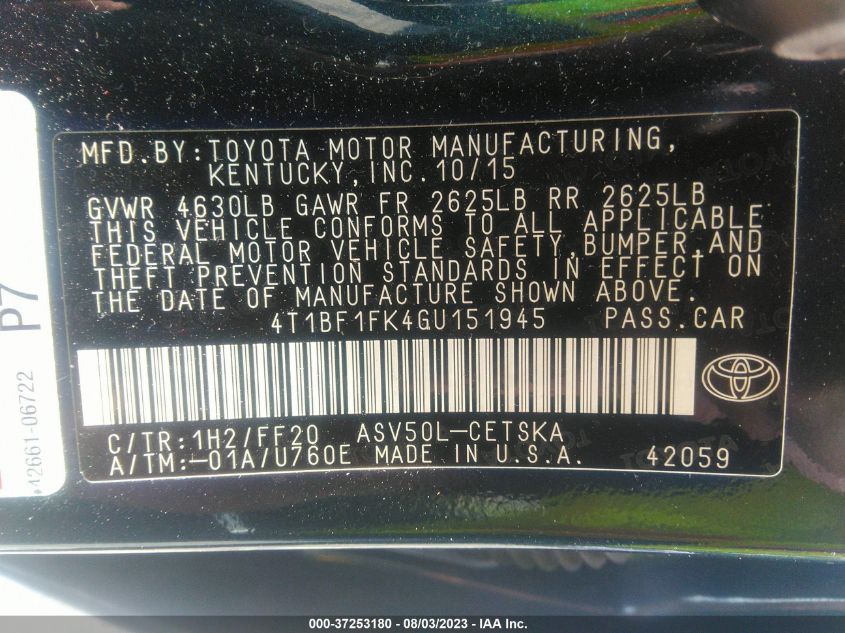 MFD.BY:TOYOTA MOTOR MANUFACTURING,
KENTUCKY,INC.10/15
GVWR 4630LB GAWR FR 2625LB RR 2625LB
THIS VEHICLE CONFORMS TO ALL APPLICABLE
FEDERAL MOTOR VEHICLE SAFETY,BUMPER,AND
THEFT PREVENTION STANDARDS IN EFFECT ON
THE DATE OF MANUFACTURE SHOWN ABOVE.
4T1BF1FK4GU151945 PASS.CAR
C/TR:1H2/FF20 ASV50L-CETSKA
A/TM:-01A/U760E MADE IN U.S.A. 42059
P7
42661-06722
000-37253180 - 08/03/2023 - IAA Inc.